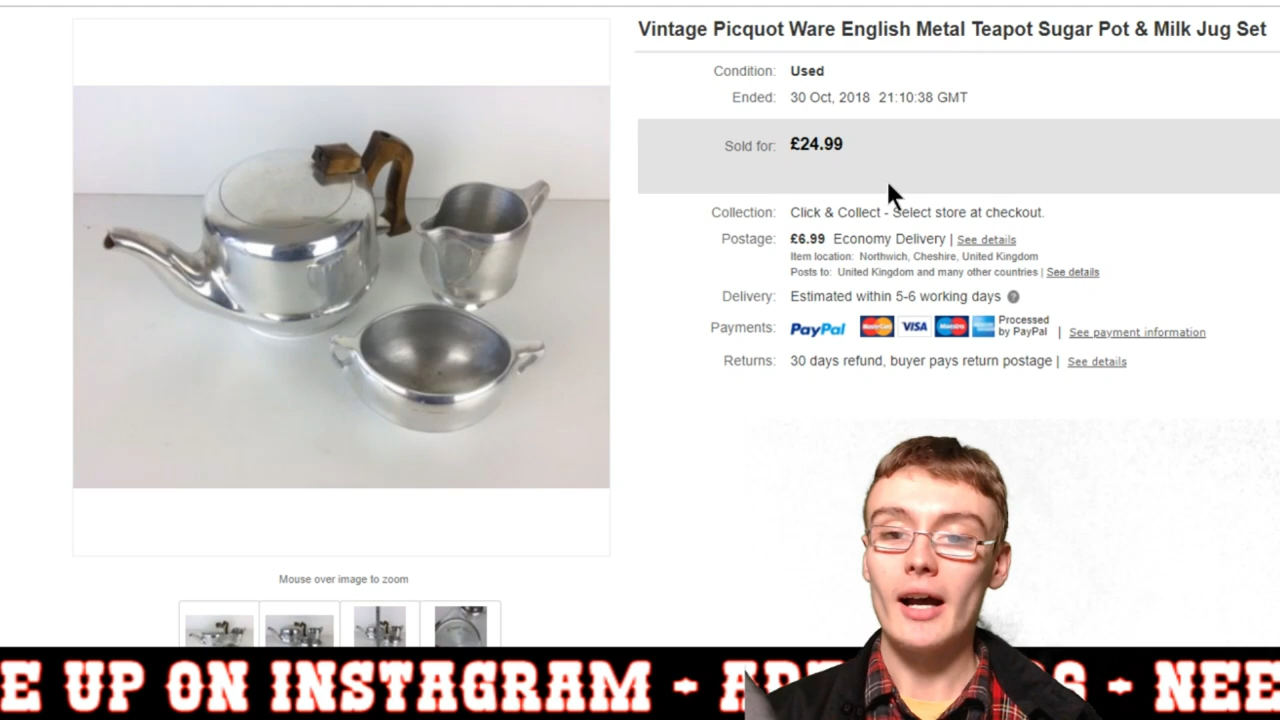 Vintage Picquot Ware English Metal Teapot Sugar Pot & Milk Jug Set
Condition: Used
Ended: 30 Oct, 2018 21:10:38 GMT
Sold for: £24.99
Collection: Click & Collect - Select store at checkout.
Postage: £6.99 Economy Delivery | See details
Item location: Northwich, Cheshire, United Kingdom
Posts to: United Kingdom and many other countries | See details
Delivery: Estimated within 5-6 working days ?
Payments: PayPal MasterCard VISA Maestro Processed by PayPal | See payment information
Returns: 30 days refund, buyer pays return postage | See details
Mouse over image to zoom
E UP ON INSTAGRAM - - NEE